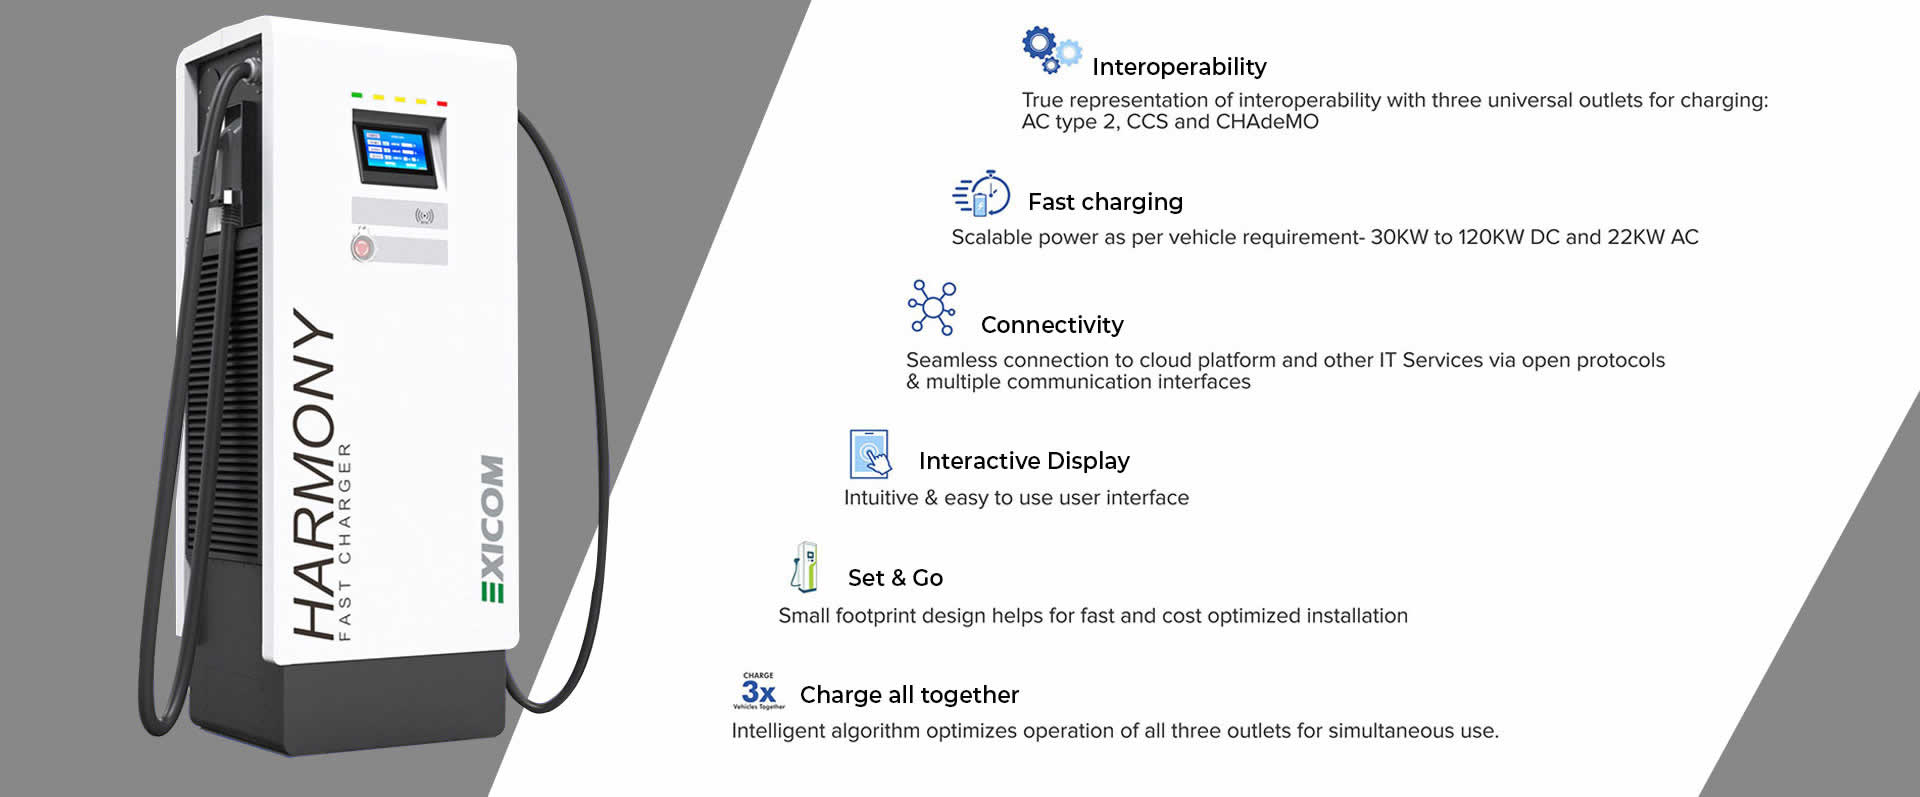 HARMONY
FAST CHARGER
EXICOM
Interoperability
True representation of interoperability with three universal outlets for charging:
AC type 2, CCS and CHAdeMO
Fast charging
Scalable power as per vehicle requirement- 30KW to 120KW DC and 22KW AC
Connectivity
Seamless connection to cloud platform and other IT Services via open protocols
& multiple communication interfaces
Interactive Display
Intuitive & easy to use user interface
Set & Go
Small footprint design helps for fast and cost optimized installation
CHARGE
3x
Vehicles Together
Charge all together
Intelligent algorithm optimizes operation of all three outlets for simultaneous use.